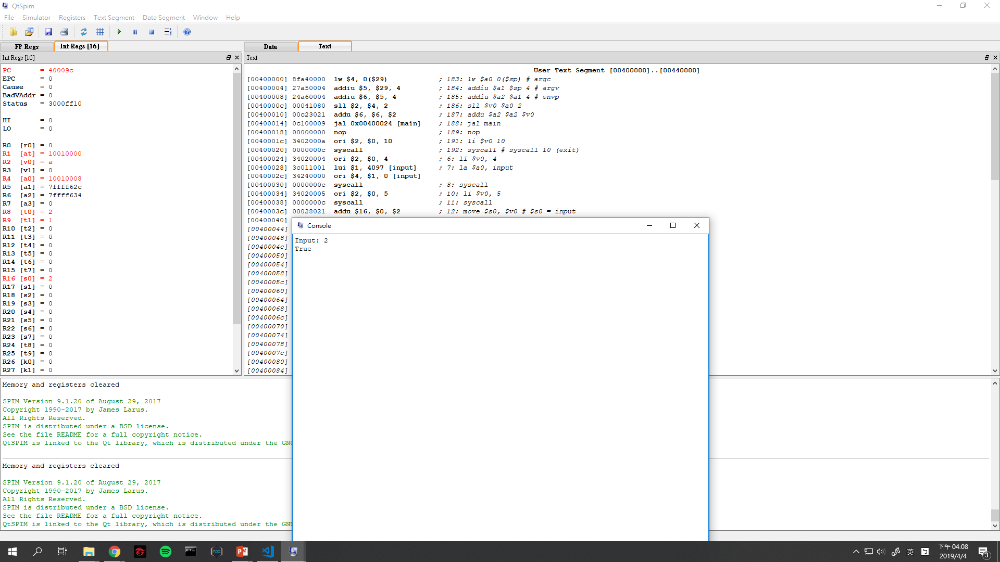 QtSpim
File Simulator Registers Text Segment Data Segment Window Help
FP Regs Int Regs [16] Data Text
Int Regs [16]
PC = 40009c
EPC = 0
Cause = 0
BadVAddr = 0
Status = 3000ff10
HI = 0
LO = 0
R0 [r0] = 0
R1 [at] = 10010000
R2 [v0] = a
R3 [v1] = 0
R4 [a0] = 10010008
R5 [a1] = 7ffff62c
R6 [a2] = 7ffff634
R7 [a3] = 0
R8 [t0] = 2
R9 [t1] = 1
R10 [t2] = 0
R11 [t3] = 0
R12 [t4] = 0
R13 [t5] = 0
R14 [t6] = 0
R15 [t7] = 0
R16 [s0] = 2
R17 [s1] = 0
R18 [s2] = 0
R19 [s3] = 0
R20 [s4] = 0
R21 [s5] = 0
R22 [s6] = 0
R23 [s7] = 0
R24 [t8] = 0
R25 [t9] = 0
R26 [k0] = 0
R27 [k1] = 0
Text
User Text Segment [00400000]..[00440000]
[00400000] 8fa40000 lw $4, 0($29) ; 183: lw $a0 0($sp) # argc
[00400004] 27a50004 addiu $5, $29, 4 ; 184: addiu $a1 $sp 4 # argv
[00400008] 24a60004 addiu $6, $5, 4 ; 185: addiu $a2 $a1 4 # envp
[0040000c] 00041080 sll $2, $4, 2 ; 186: sll $v0 $a0 2
[00400010] 00c23021 addu $6, $6, $2 ; 187: addu $a2 $a2 $v0
[00400014] 0c100009 jal 0x00400024 [main] ; 188: jal main
[00400018] 00000000 nop ; 189: nop
[0040001c] 3402000a ori $2, $0, 10 ; 191: li $v0 10
[00400020] 0000000c syscall ; 192: syscall # syscall 10 (exit)
[00400024] 34020004 ori $2, $0, 4 ; 6: li $v0, 4
[00400028] 3c011001 lui $1, 4097 [input] ; 7: la $a0, input
[0040002c] 34240000 ori $4, $1, 0 [input]
[00400030] 0000000c syscall ; 8: syscall
[00400034] 34020005 ori $2, $0, 5 ; 10: li $v0, 5
[00400038] 0000000c syscall ; 11: syscall
[0040003c] 00028021 addu $16, $0, $2 ; 12: move $s0, $v0 # $s0 = input
[00400040]
[00400044]
[00400048]
[0040004c]
[00400050]
[00400054]
[00400058]
[0040005c]
[00400060]
[00400064]
[00400068]
[0040006c]
[00400070]
[00400074]
[00400078]
[0040007c]
[00400080]
[00400084]
Console
Input: 2
True
Memory and registers cleared
SPIM Version 9.1.20 of August 29, 2017
Copyright 1990-2017 by James Larus.
All Rights Reserved.
SPIM is distributed under a BSD license.
See the file README for a full copyright notice.
QtSPIM is linked to the Qt library, which is distributed under the GNU
Memory and registers cleared
SPIM Version 9.1.20 of August 29, 2017
Copyright 1990-2017 by James Larus.
All Rights Reserved.
SPIM is distributed under a BSD license.
See the file README for a full copyright notice.
QtSPIM is linked to the Qt library, which is distributed under the GNU
英
下午 04:08
2019/4/4
3